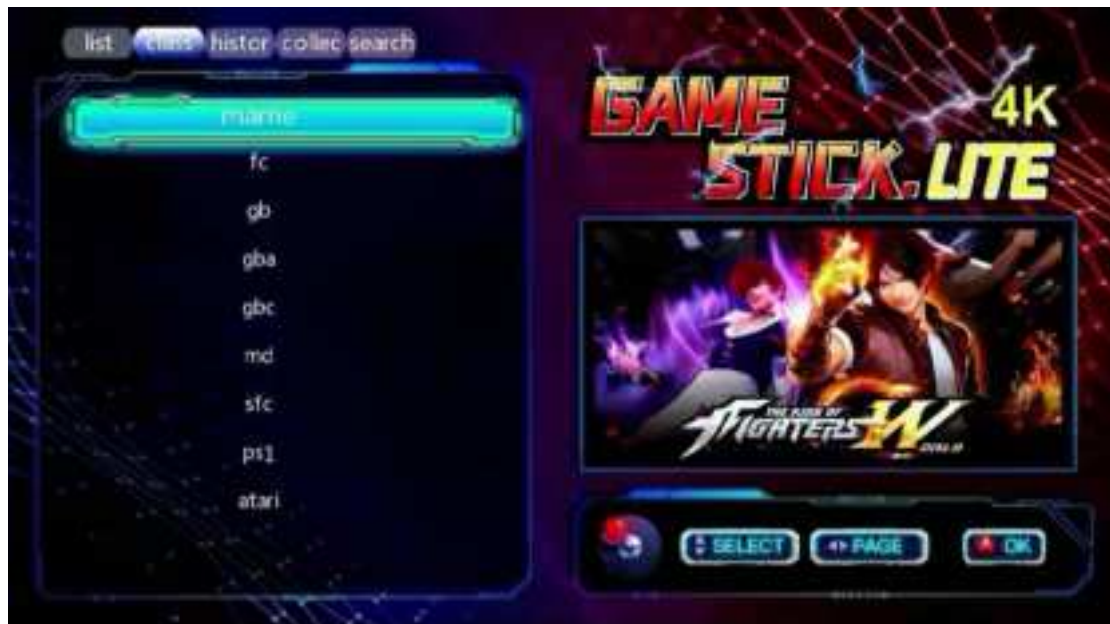 list class histor collec search
mame
fc
gb
gba
gbc
md
sfc
ps1
atari
GAME 4K
STICK. LITE
THE KING OF
FIGHTERS
SELECT PAGE OK